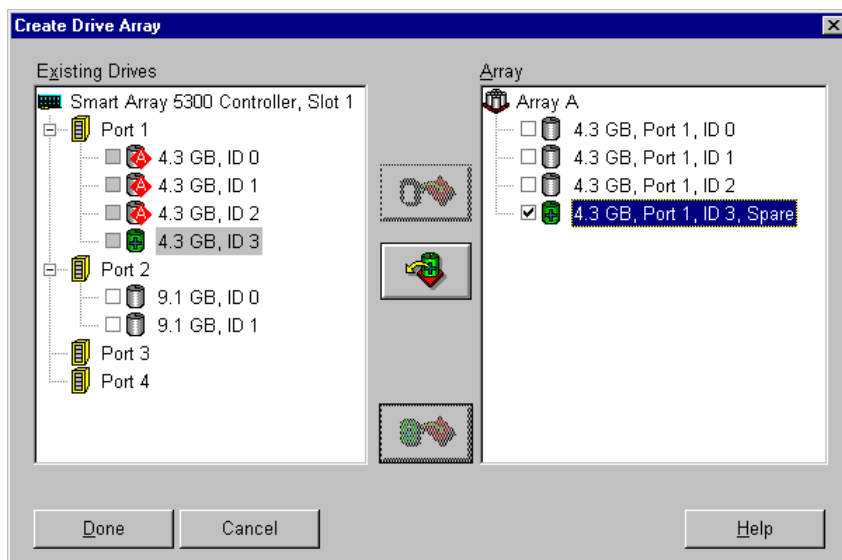 Create Drive Array
Existing Drives
Smart Array 5300 Controller, Slot 1
Port 1
4.3 GB, ID 0
4.3 GB, ID 1
4.3 GB, ID 2
4.3 GB, ID 3
Port 2
9.1 GB, ID 0
9.1 GB, ID 1
Port 3
Port 4
Array
Array A
4.3 GB, Port 1, ID 0
4.3 GB, Port 1, ID 1
4.3 GB, Port 1, ID 2
4.3 GB, Port 1, ID 3, Spare
Done
Cancel
Help